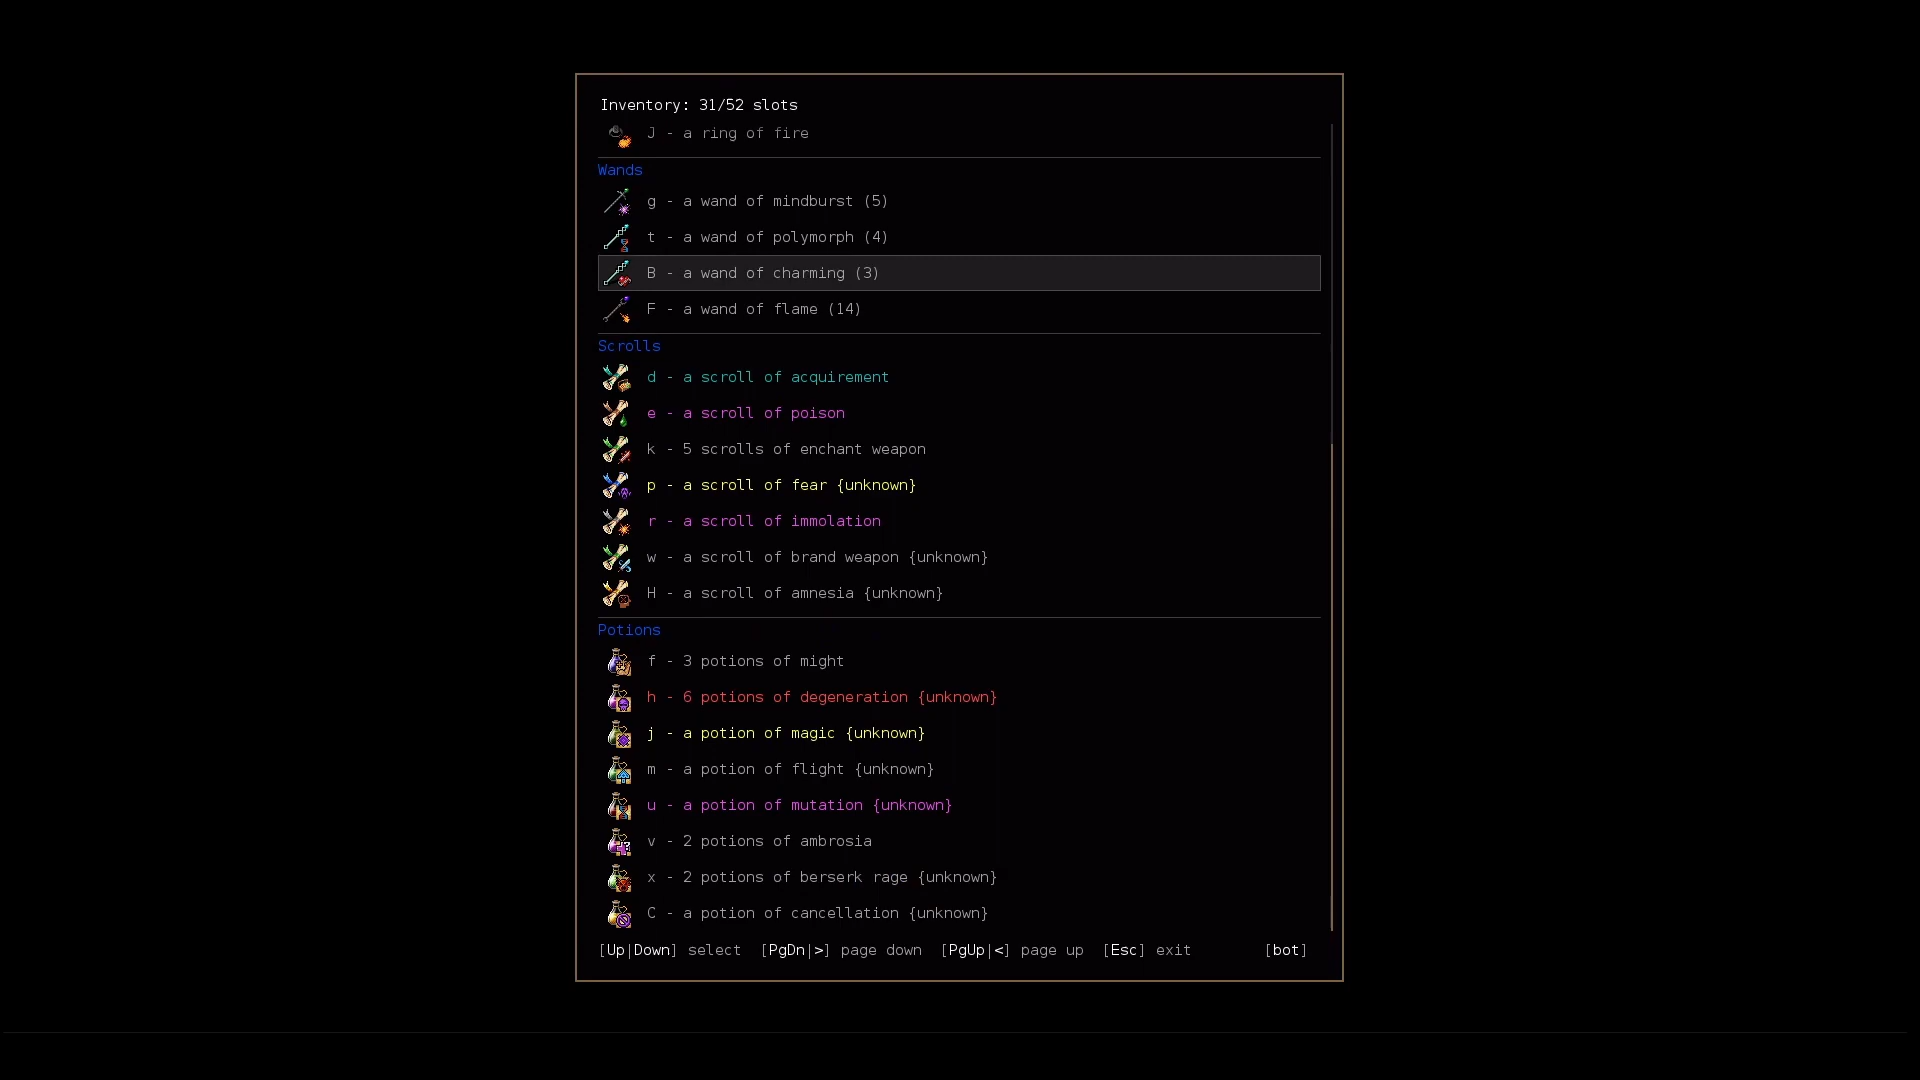 Inventory: 31/52 slots
J - a ring of fire
Wands
g - a wand of mindburst (5)
t - a wand of polymorph (4)
B - a wand of charming (3)
F - a wand of flame (14)
Scrolls
d - a scroll of acquirement
e - a scroll of poison
k - 5 scrolls of enchant weapon
p - a scroll of fear {unknown}
r - a scroll of immolation
w - a scroll of brand weapon {unknown}
H - a scroll of amnesia {unknown}
Potions
f - 3 potions of might
h - 6 potions of degeneration {unknown}
j - a potion of magic {unknown}
m - a potion of flight {unknown}
u - a potion of mutation {unknown}
v - 2 potions of ambrosia
x - 2 potions of berserk rage {unknown}
C - a potion of cancellation {unknown}
[Up|Down] select [PgDn|>] page down [PgUp|<] page up [Esc] exit [bot]